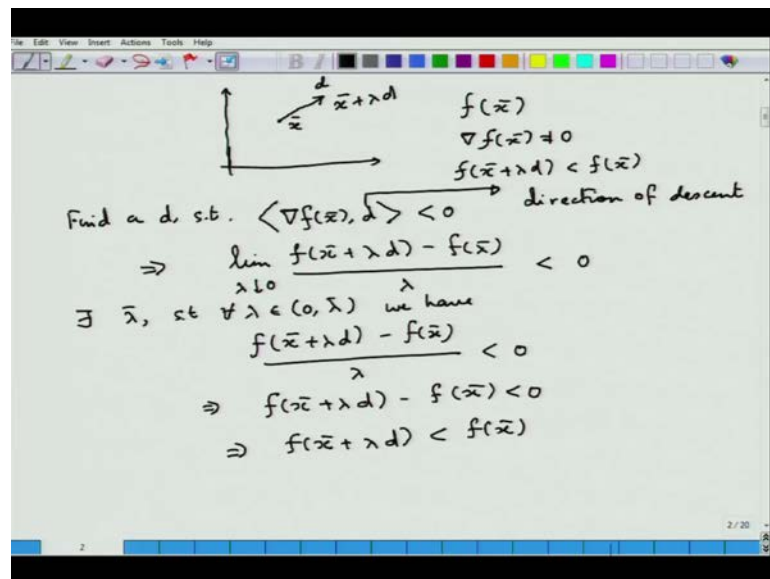 File Edit View Insert Actions Tools Help
B I
d
x̄ x̄ + λd
f(x̄)
∇f(x̄) ≠ 0
f(x̄ + λd) < f(x̄)
Find a d, s.t. ⟨∇f(x̄), d⟩ < 0 → direction of descent
⇒ lim λ↓0 f(x̄ + λd) - f(x̄) / λ < 0
∃ λ̄, st ∀ λ ∈ (0, λ̄) we have
f(x̄ + λd) - f(x̄) / λ < 0
⇒ f(x̄ + λd) - f(x̄) < 0
⇒ f(x̄ + λd) < f(x̄)
2 / 20
2